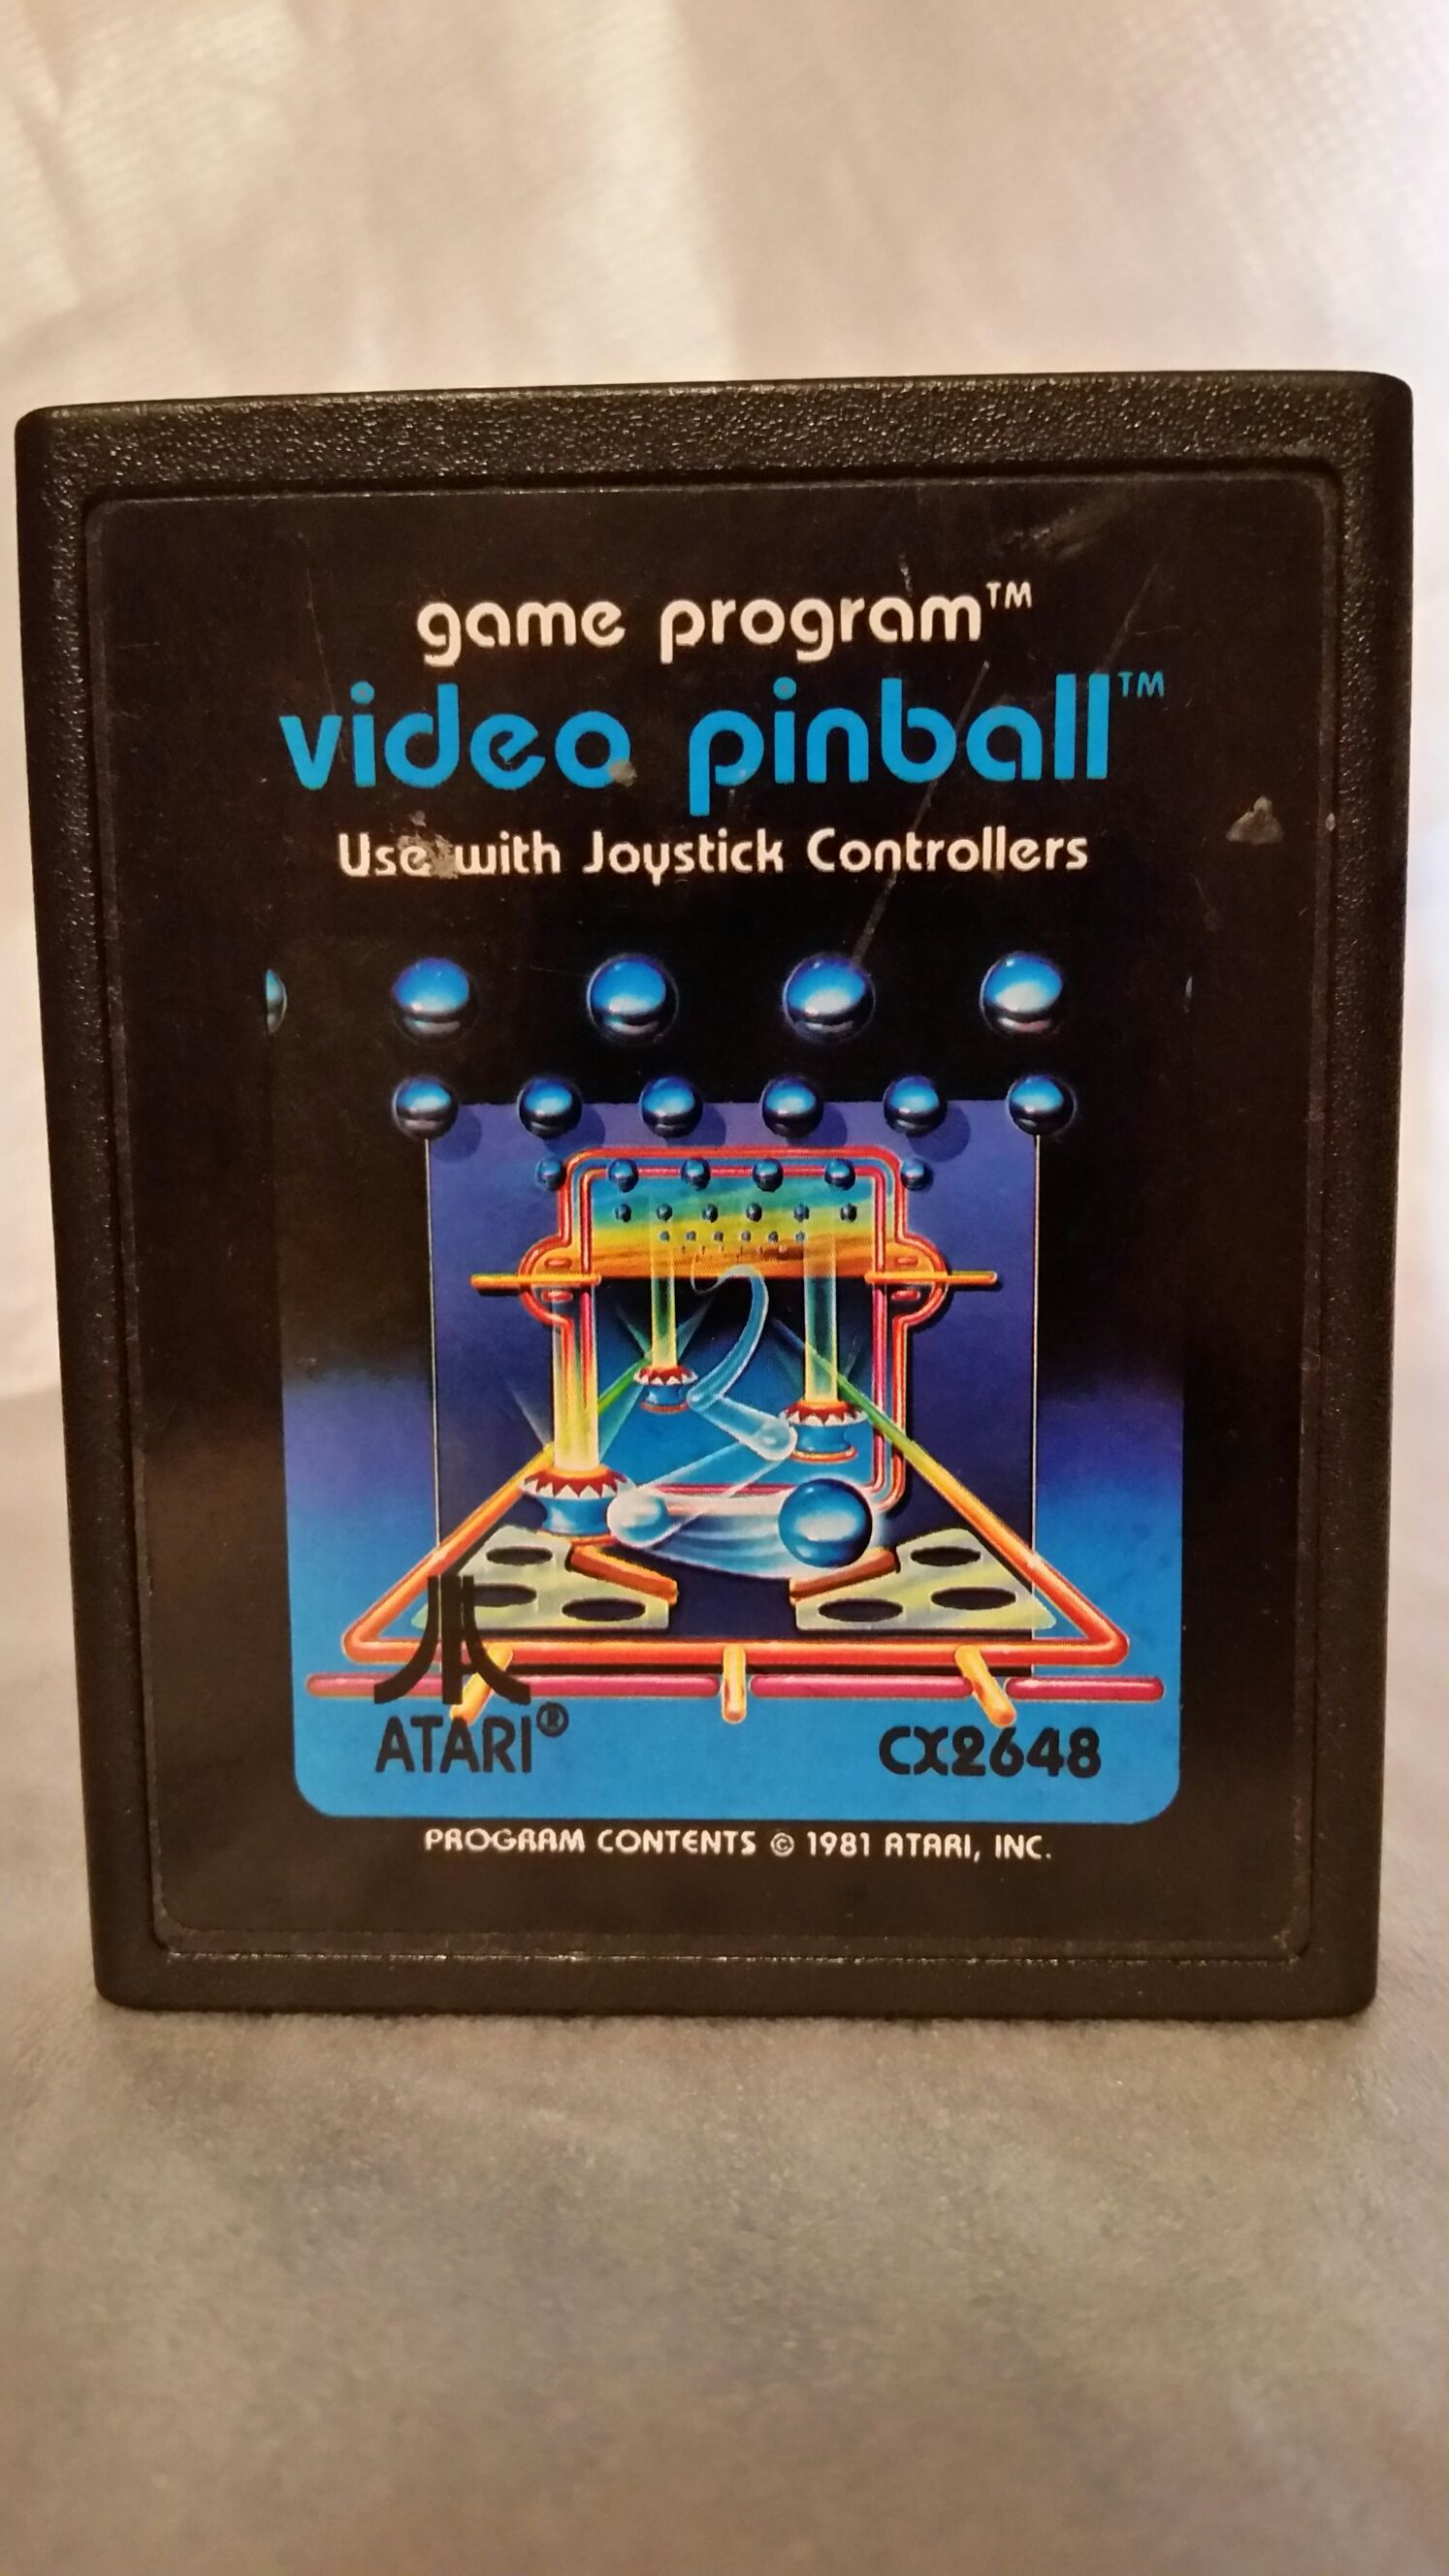 game program™
video pinball™
Use with Joystick Controllers
ATARI®
CX2648
PROGRAM CONTENTS © 1981 ATARI, INC.